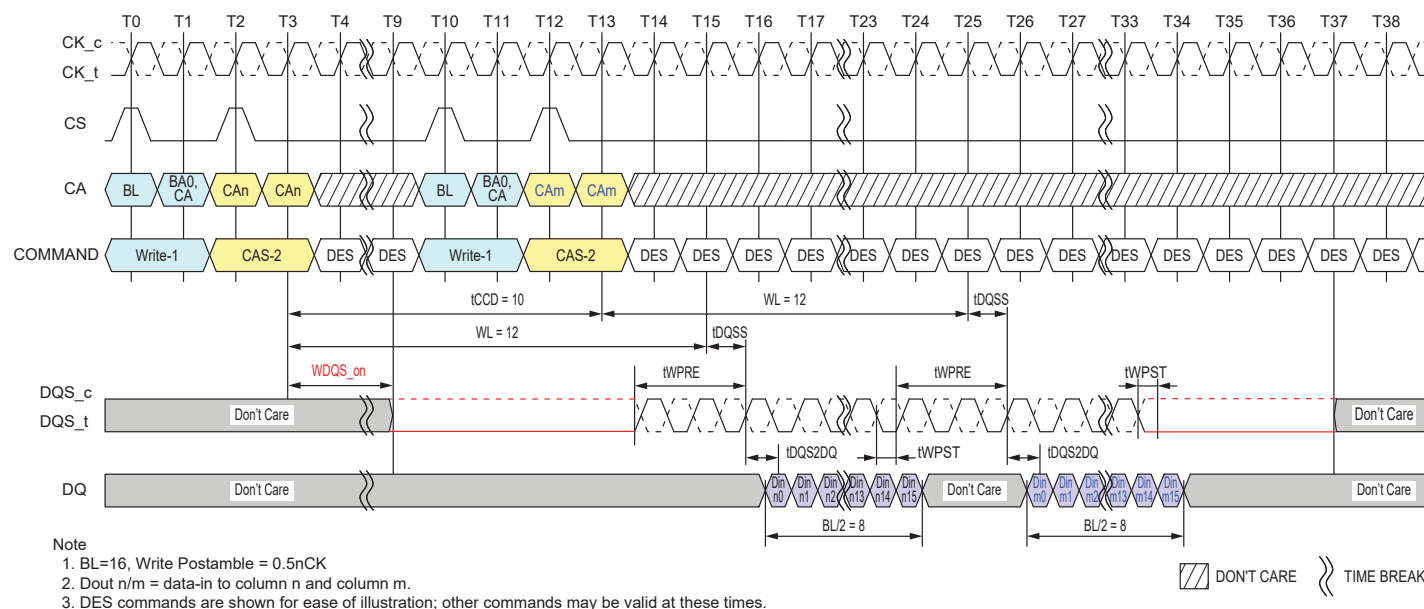 T0 T1 T2 T3 T4 T9 T10 T11 T12 T13 T14 T15 T16 T17 T23 T24 T25 T26 T27 T33 T34 T35 T36 T37 T38
CK_c
CK_t
CS
CA BL BA0, CA CAn CAn BL BA0, CA CAm CAm
COMMAND Write-1 CAS-2 DES DES Write-1 CAS-2 DES DES DES DES DES DES DES DES DES DES DES DES DES DES DES
tCCD = 10 WL = 12 tDQSS
WL = 12 tDQSS
WDQS_on tWPRE tWPRE tWPST
DQS_c
DQS_t Don't Care Don't Care
tDQS2DQ tWPST tDQS2DQ
DQ Don't Care Din n0 Din n1 Din n2 Din n13 Din n14 Din n15 Don't Care Din m0 Din m1 Din m2 Din m13 Din m14 Din m15 Don't Care
BL/2 = 8 BL/2 = 8
Note
1. BL=16, Write Postamble = 0.5nCK
2. Dout n/m = data-in to column n and column m.
3. DES commands are shown for ease of illustration; other commands may be valid at these times.
DON'T CARE TIME BREAK